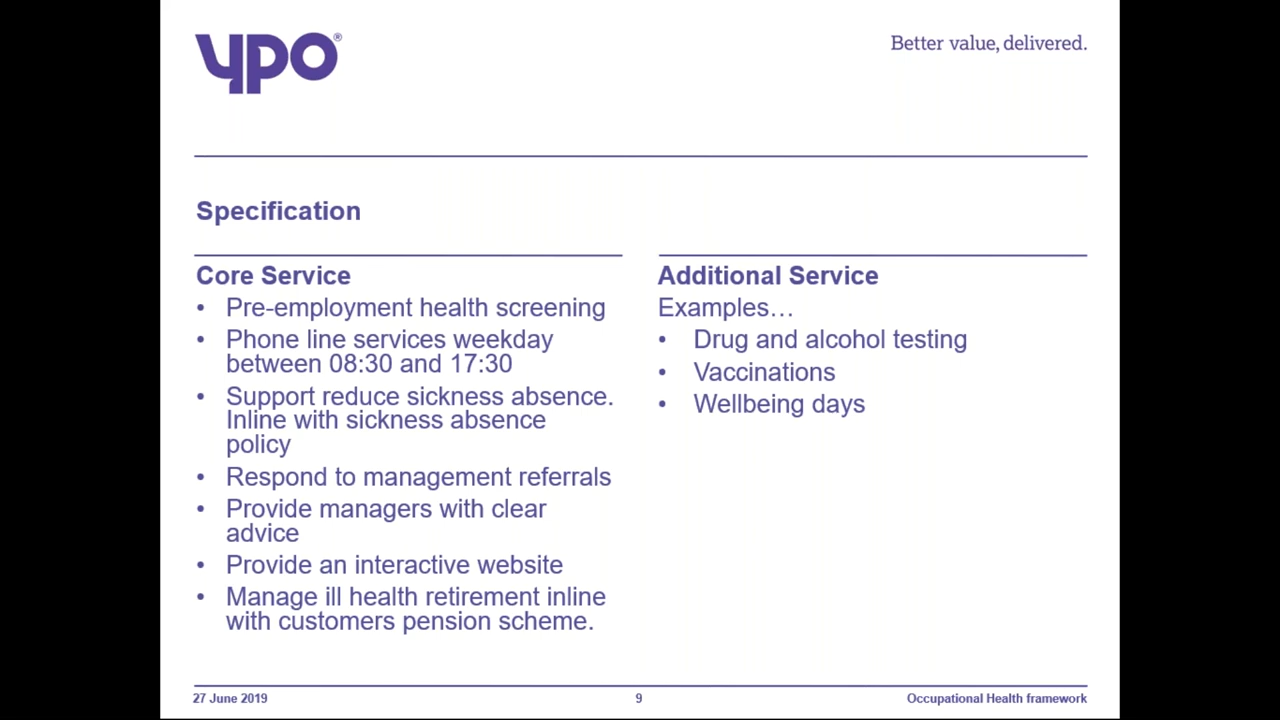 ypo®
Better value, delivered.
Specification
Core Service
• Pre-employment health screening
• Phone line services weekday
between 08:30 and 17:30
• Support reduce sickness absence.
Inline with sickness absence
policy
• Respond to management referrals
• Provide managers with clear
advice
• Provide an interactive website
• Manage ill health retirement inline
with customers pension scheme.
Additional Service
Examples…
• Drug and alcohol testing
• Vaccinations
• Wellbeing days
27 June 2019
9
Occupational Health framework